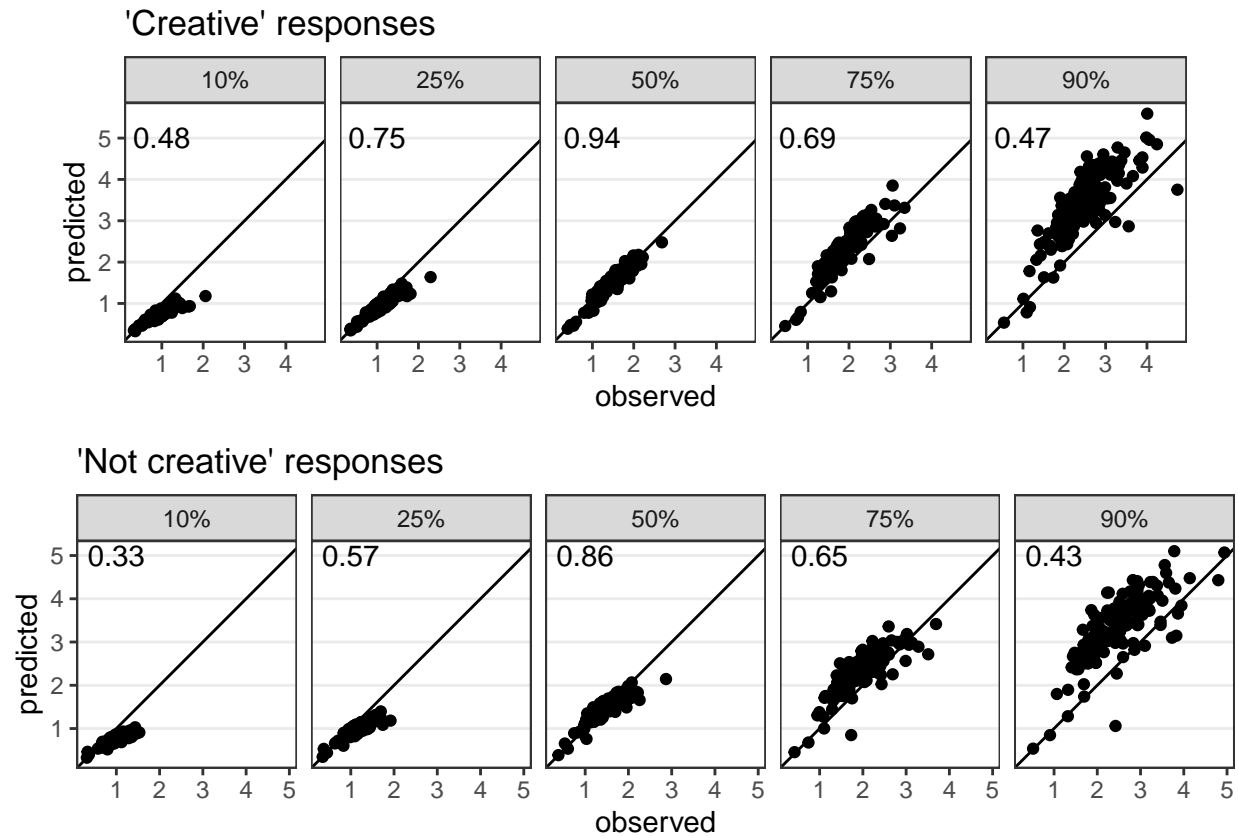 'Creative' responses
10% 25% 50% 75% 90%
0.48 0.75 0.94 0.69 0.47
5
4
3
2
1
predicted
1 2 3 4 1 2 3 4 1 2 3 4 1 2 3 4 1 2 3 4
observed
'Not creative' responses
10% 25% 50% 75% 90%
0.33 0.57 0.86 0.65 0.43
5
4
3
2
1
predicted
1 2 3 4 5 1 2 3 4 5 1 2 3 4 5 1 2 3 4 5 1 2 3 4 5
observed